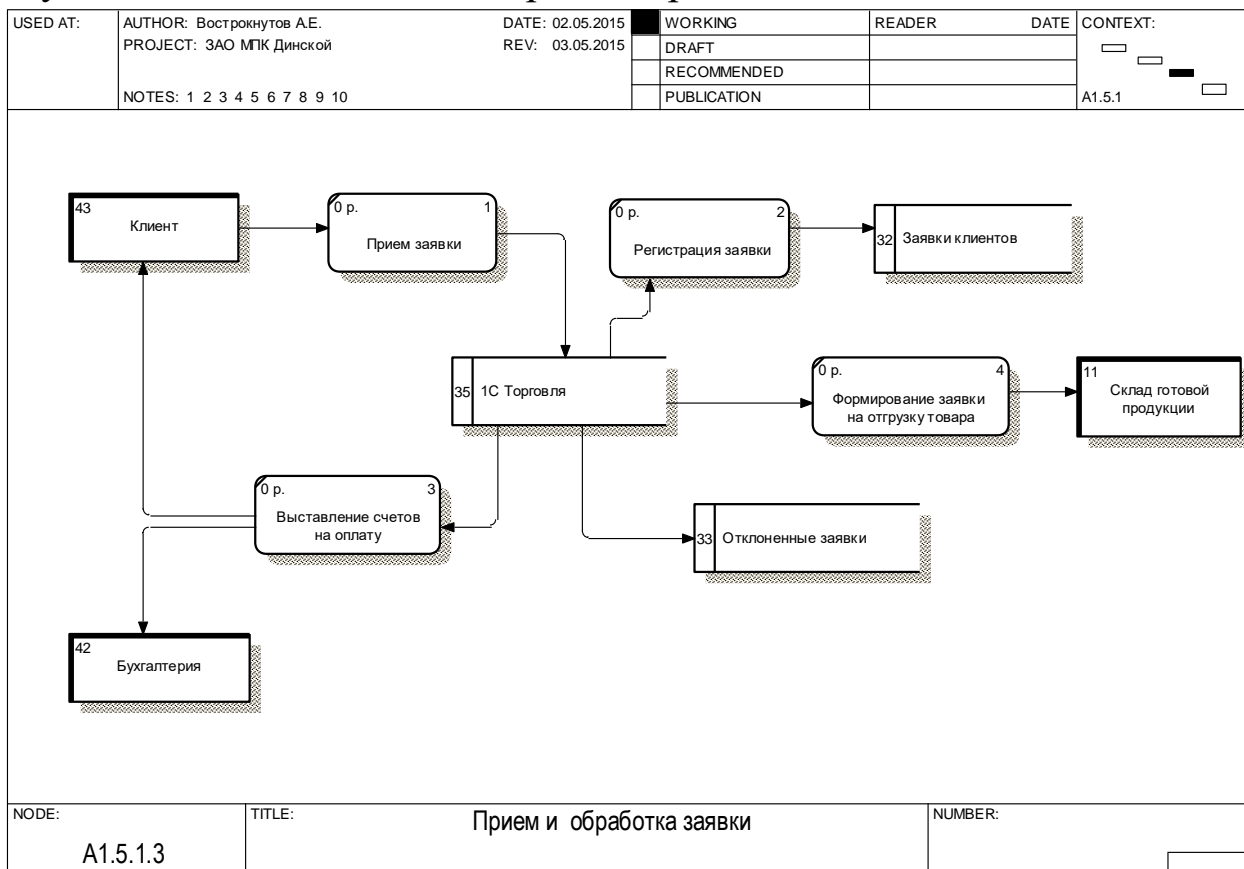 USED AT:
AUTHOR: Вострокнутов А.Е.
DATE: 02.05.2015
PROJECT: ЗАО МПК Динской
REV: 03.05.2015
NOTES: 1 2 3 4 5 6 7 8 9 10
WORKING
DRAFT
RECOMMENDED
PUBLICATION
READER DATE
CONTEXT:
A1.5.1
43
Клиент
0 р. 1
Прием заявки
0 р. 2
Регистрация заявки
32 Заявки клиентов
35 1С Торговля
0 р. 4
Формирование заявки
на отгрузку товара
11
Склад готовой
продукции
0 р. 3
Выставление счетов
на оплату
33 Отклоненные заявки
42
Бухгалтерия
NODE:
A1.5.1.3
TITLE:
Прием и обработка заявки
NUMBER: